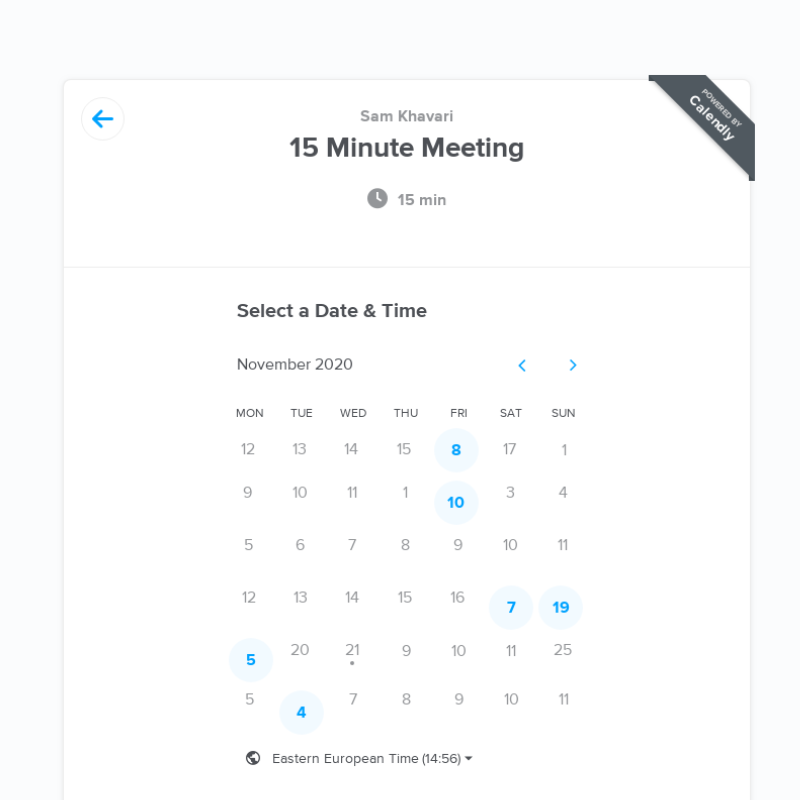 Sam Khavari
15 Minute Meeting
15 min
POWERED BY
Calendly
Select a Date & Time
November 2020
MON TUE WED THU FRI SAT SUN
12 13 14 15 8 17 1
9 10 11 1 10 3 4
5 6 7 8 9 10 11
12 13 14 15 16 7 19
5 20 21 9 10 11 25
5 4 7 8 9 10 11
Eastern European Time (14:56)